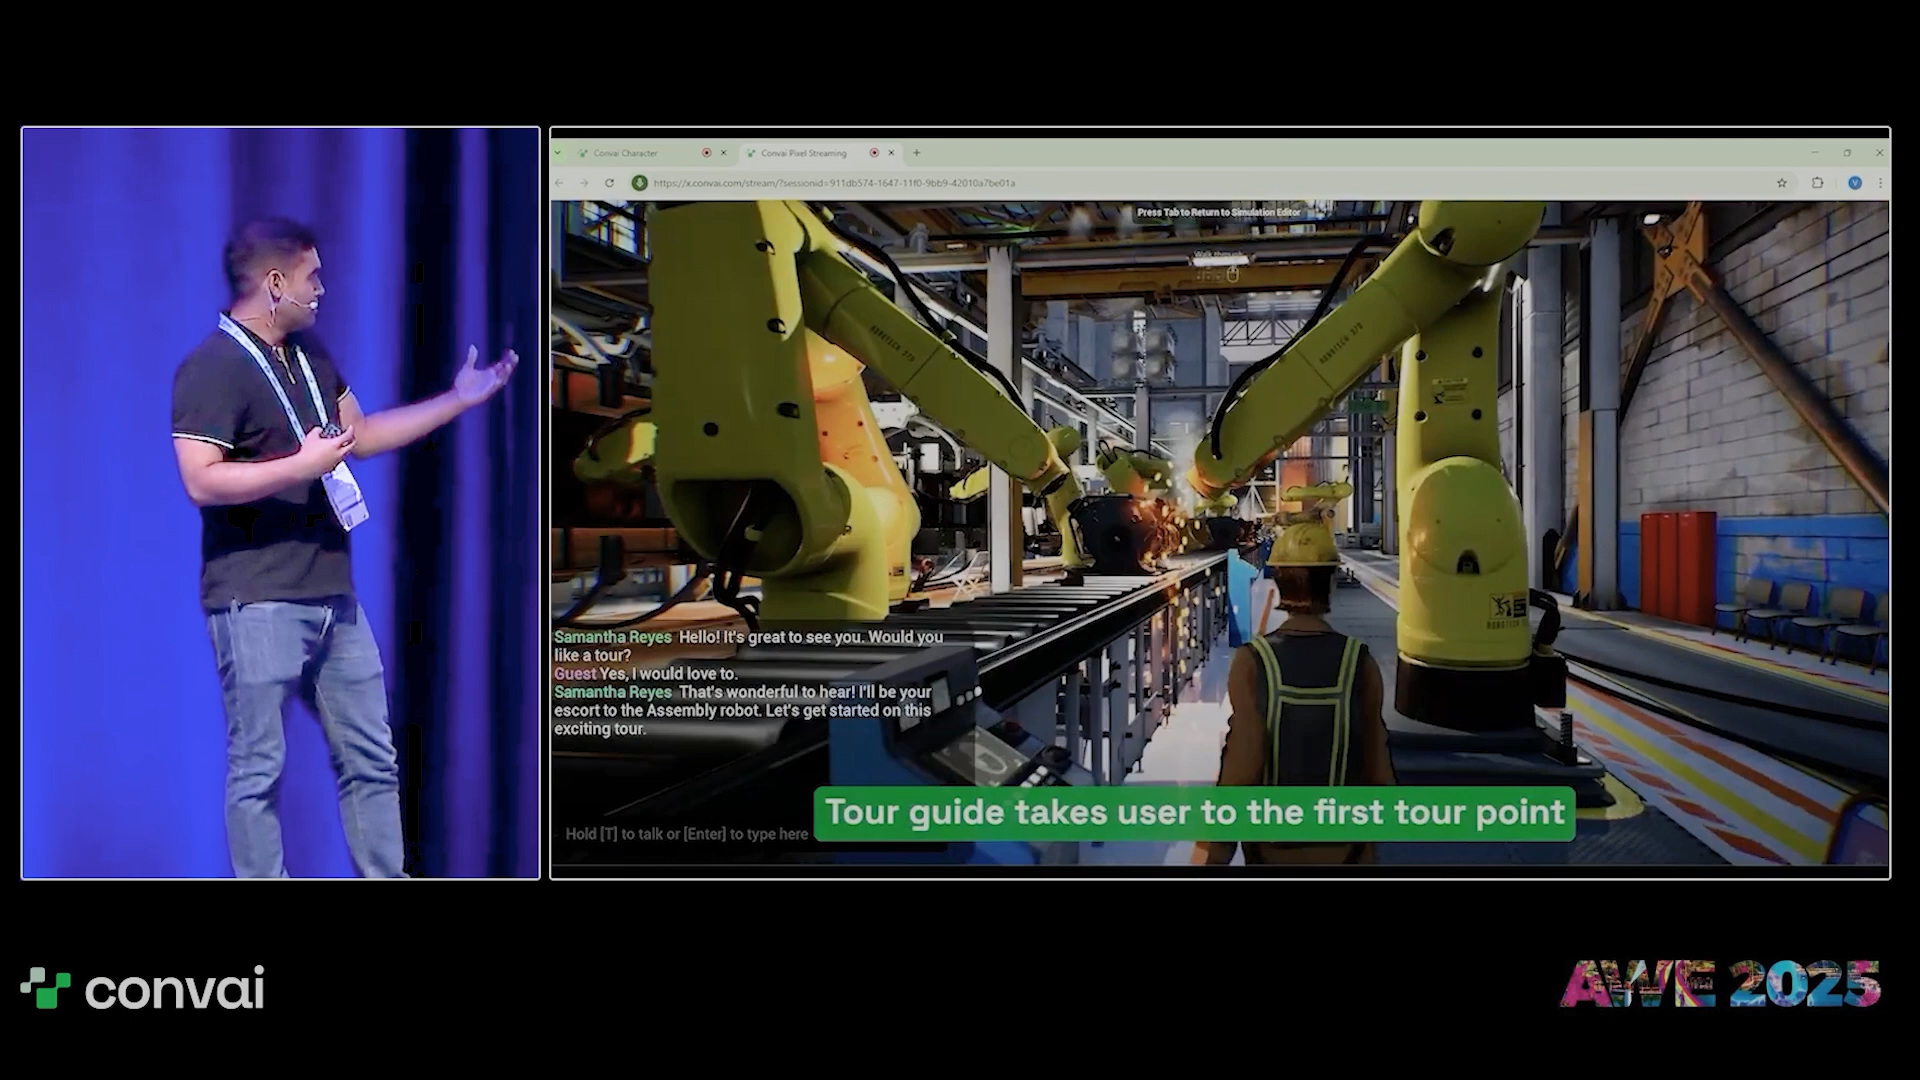 Convai Character
Convai Pixel Streaming
https://x.convai.com/stream/?sessionid=911db574-1647-11f0-9bb9-42010a7be01a
V
Press Tab to Return to Simulation Editor
ROBOTECH 370
Samantha Reyes Hello! It's great to see you. Would you
like a tour?
Guest Yes, I would love to.
Samantha Reyes That's wonderful to hear! I'll be your
escort to the Assembly robot. Let's get started on this
exciting tour.
Tour guide takes user to the first tour point
Hold [T] to talk or [Enter] to type here
convai
AWE 2025